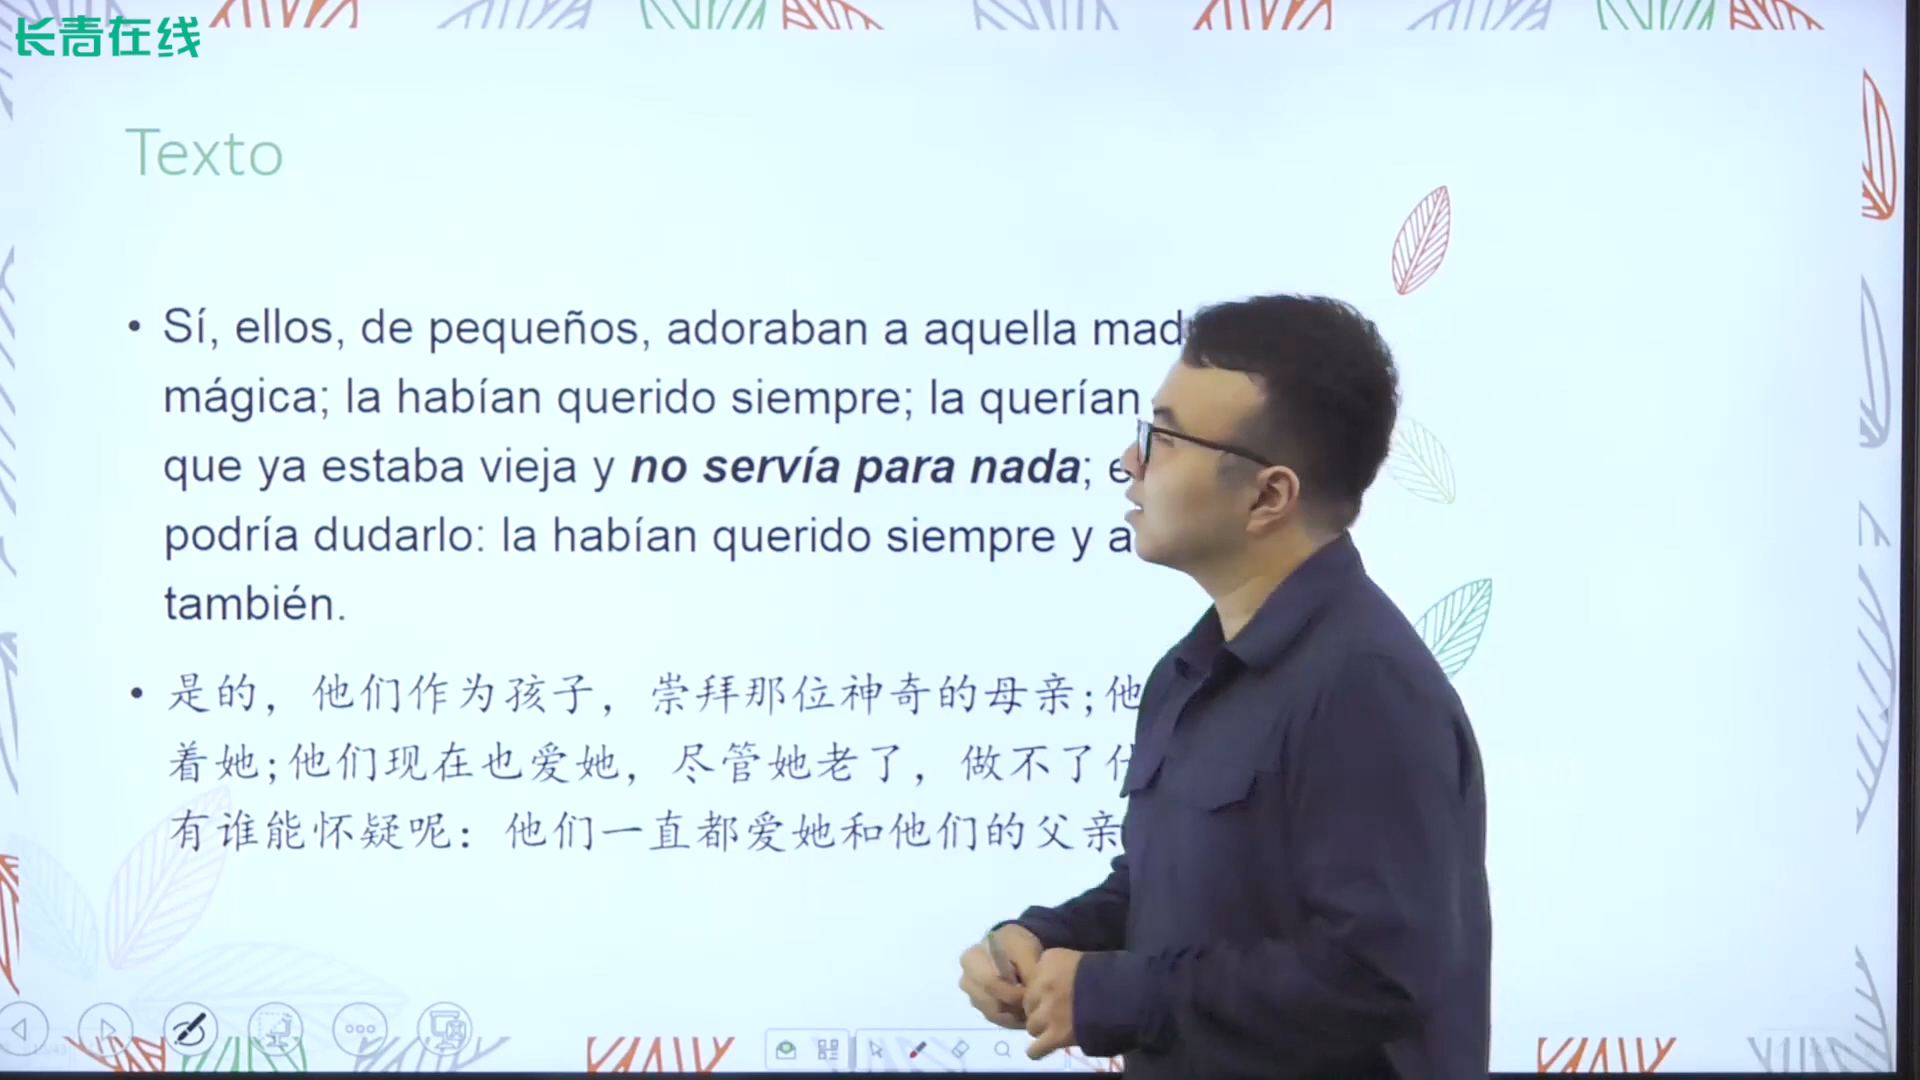 长青在线
Texto
• Sí, ellos, de pequeños, adoraban a aquella
mágica; la habían querido siempre; la querían
que ya estaba vieja y no servía para nada;
podría dudarlo: la habían querido siempre y
también.
• 是的，他们作为孩子，崇拜那位神奇的母亲;他
着她;他们现在也爱她，尽管她老了，做不了
有谁能怀疑呢：他们一直都爱她和他们的父亲